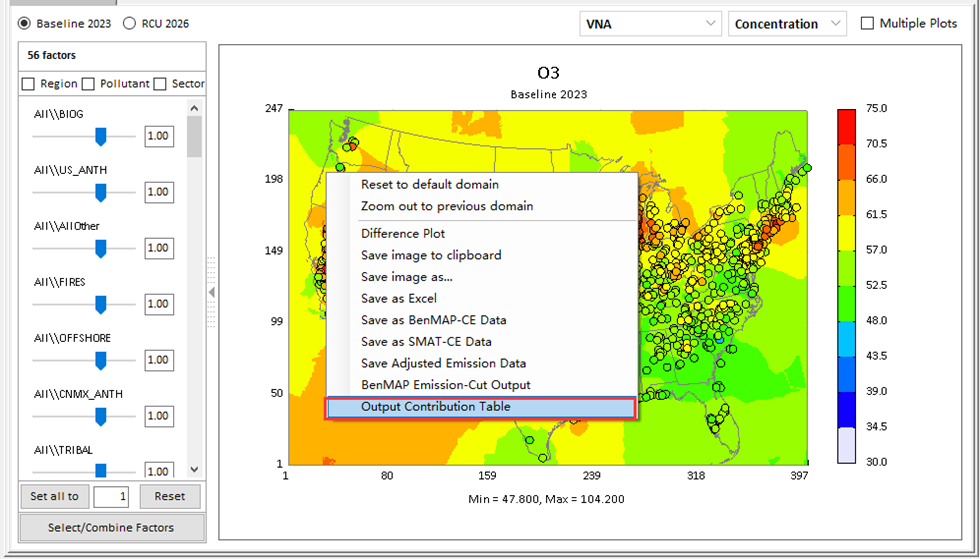 Baseline 2023 RCU 2026 VNA Concentration Multiple Plots
56 factors
Region Pollutant Sector
All\\BIOG
1.00
All\\US_ANTH
1.00
All\\AllOther
1.00
All\\FIRES
1.00
All\\OFFSHORE
1.00
All\\CNMX_ANTH
1.00
All\\TRIBAL
1.00
Set all to 1 Reset
Select/Combine Factors
O3
Baseline 2023
247
198
149
99
50
1
1 80 159 239 318 397
Min = 47.800, Max = 104.200
75.0
70.5
66.0
61.5
57.0
52.5
48.0
43.5
39.0
34.5
30.0
Reset to default domain
Zoom out to previous domain
Difference Plot
Save image to clipboard
Save image as...
Save as Excel
Save as BenMAP-CE Data
Save as SMAT-CE Data
Save Adjusted Emission Data
BenMAP Emission-Cut Output
Output Contribution Table